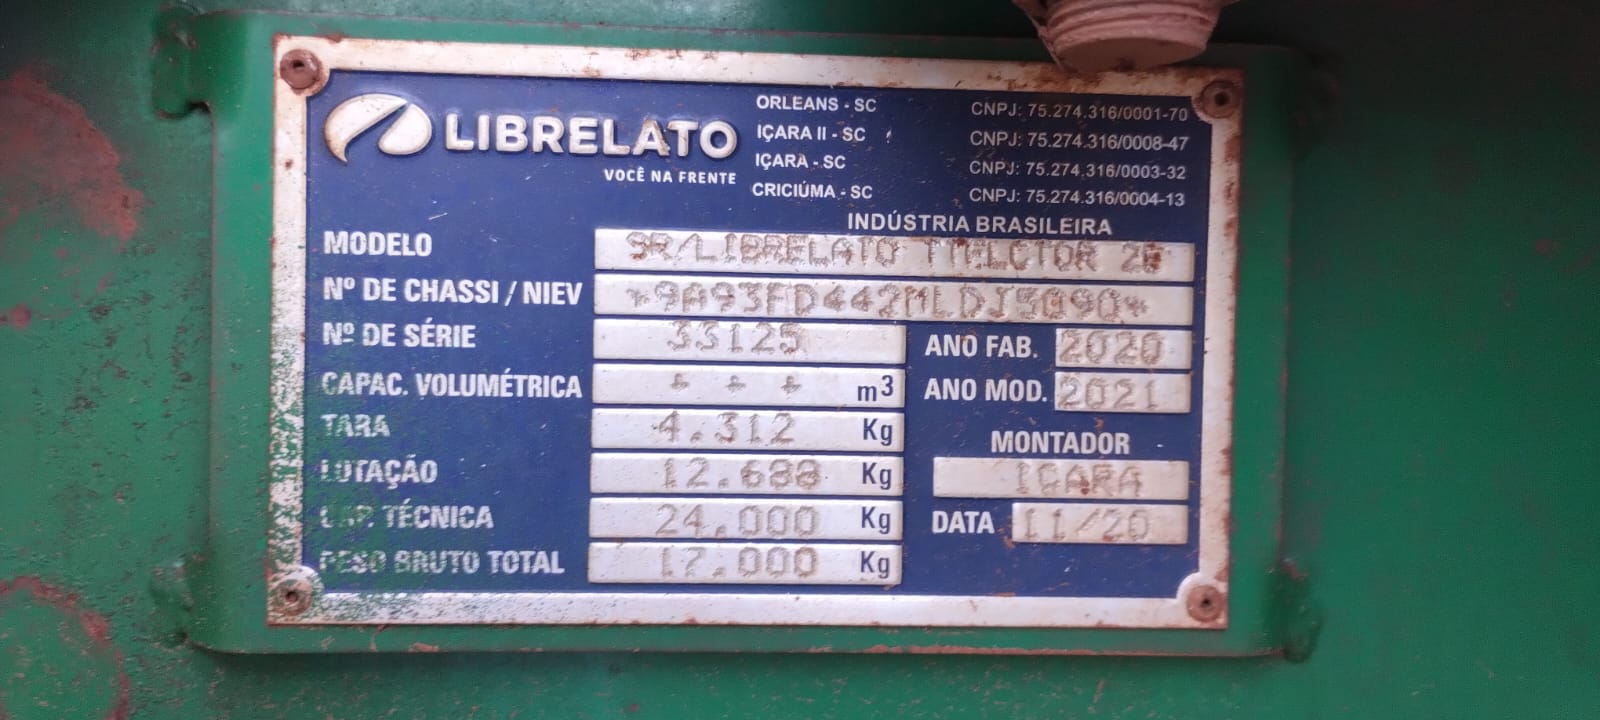 LIBRELATO
VOCÊ NA FRENTE
ORLEANS - SC CNPJ: 75.274.316/0001-70
IÇARA II - SC CNPJ: 75.274.316/0008-47
IÇARA - SC CNPJ: 75.274.316/0003-32
CRICIÚMA - SC CNPJ: 75.274.316/0004-13
INDÚSTRIA BRASILEIRA
MODELO SR/LIBRELATO
Nº DE CHASSI / NIEV *9A93FD442MLDJ5090*
Nº DE SÉRIE 33125 ANO FAB. 2020
CAPAC. VOLUMÉTRICA m³ ANO MOD. 2021
TARA 4.312 Kg
MONTADOR
LOTAÇÃO 12.688 Kg IÇARA
CAP. TÉCNICA 24.000 Kg DATA 11/20
PESO BRUTO TOTAL 17.000 Kg